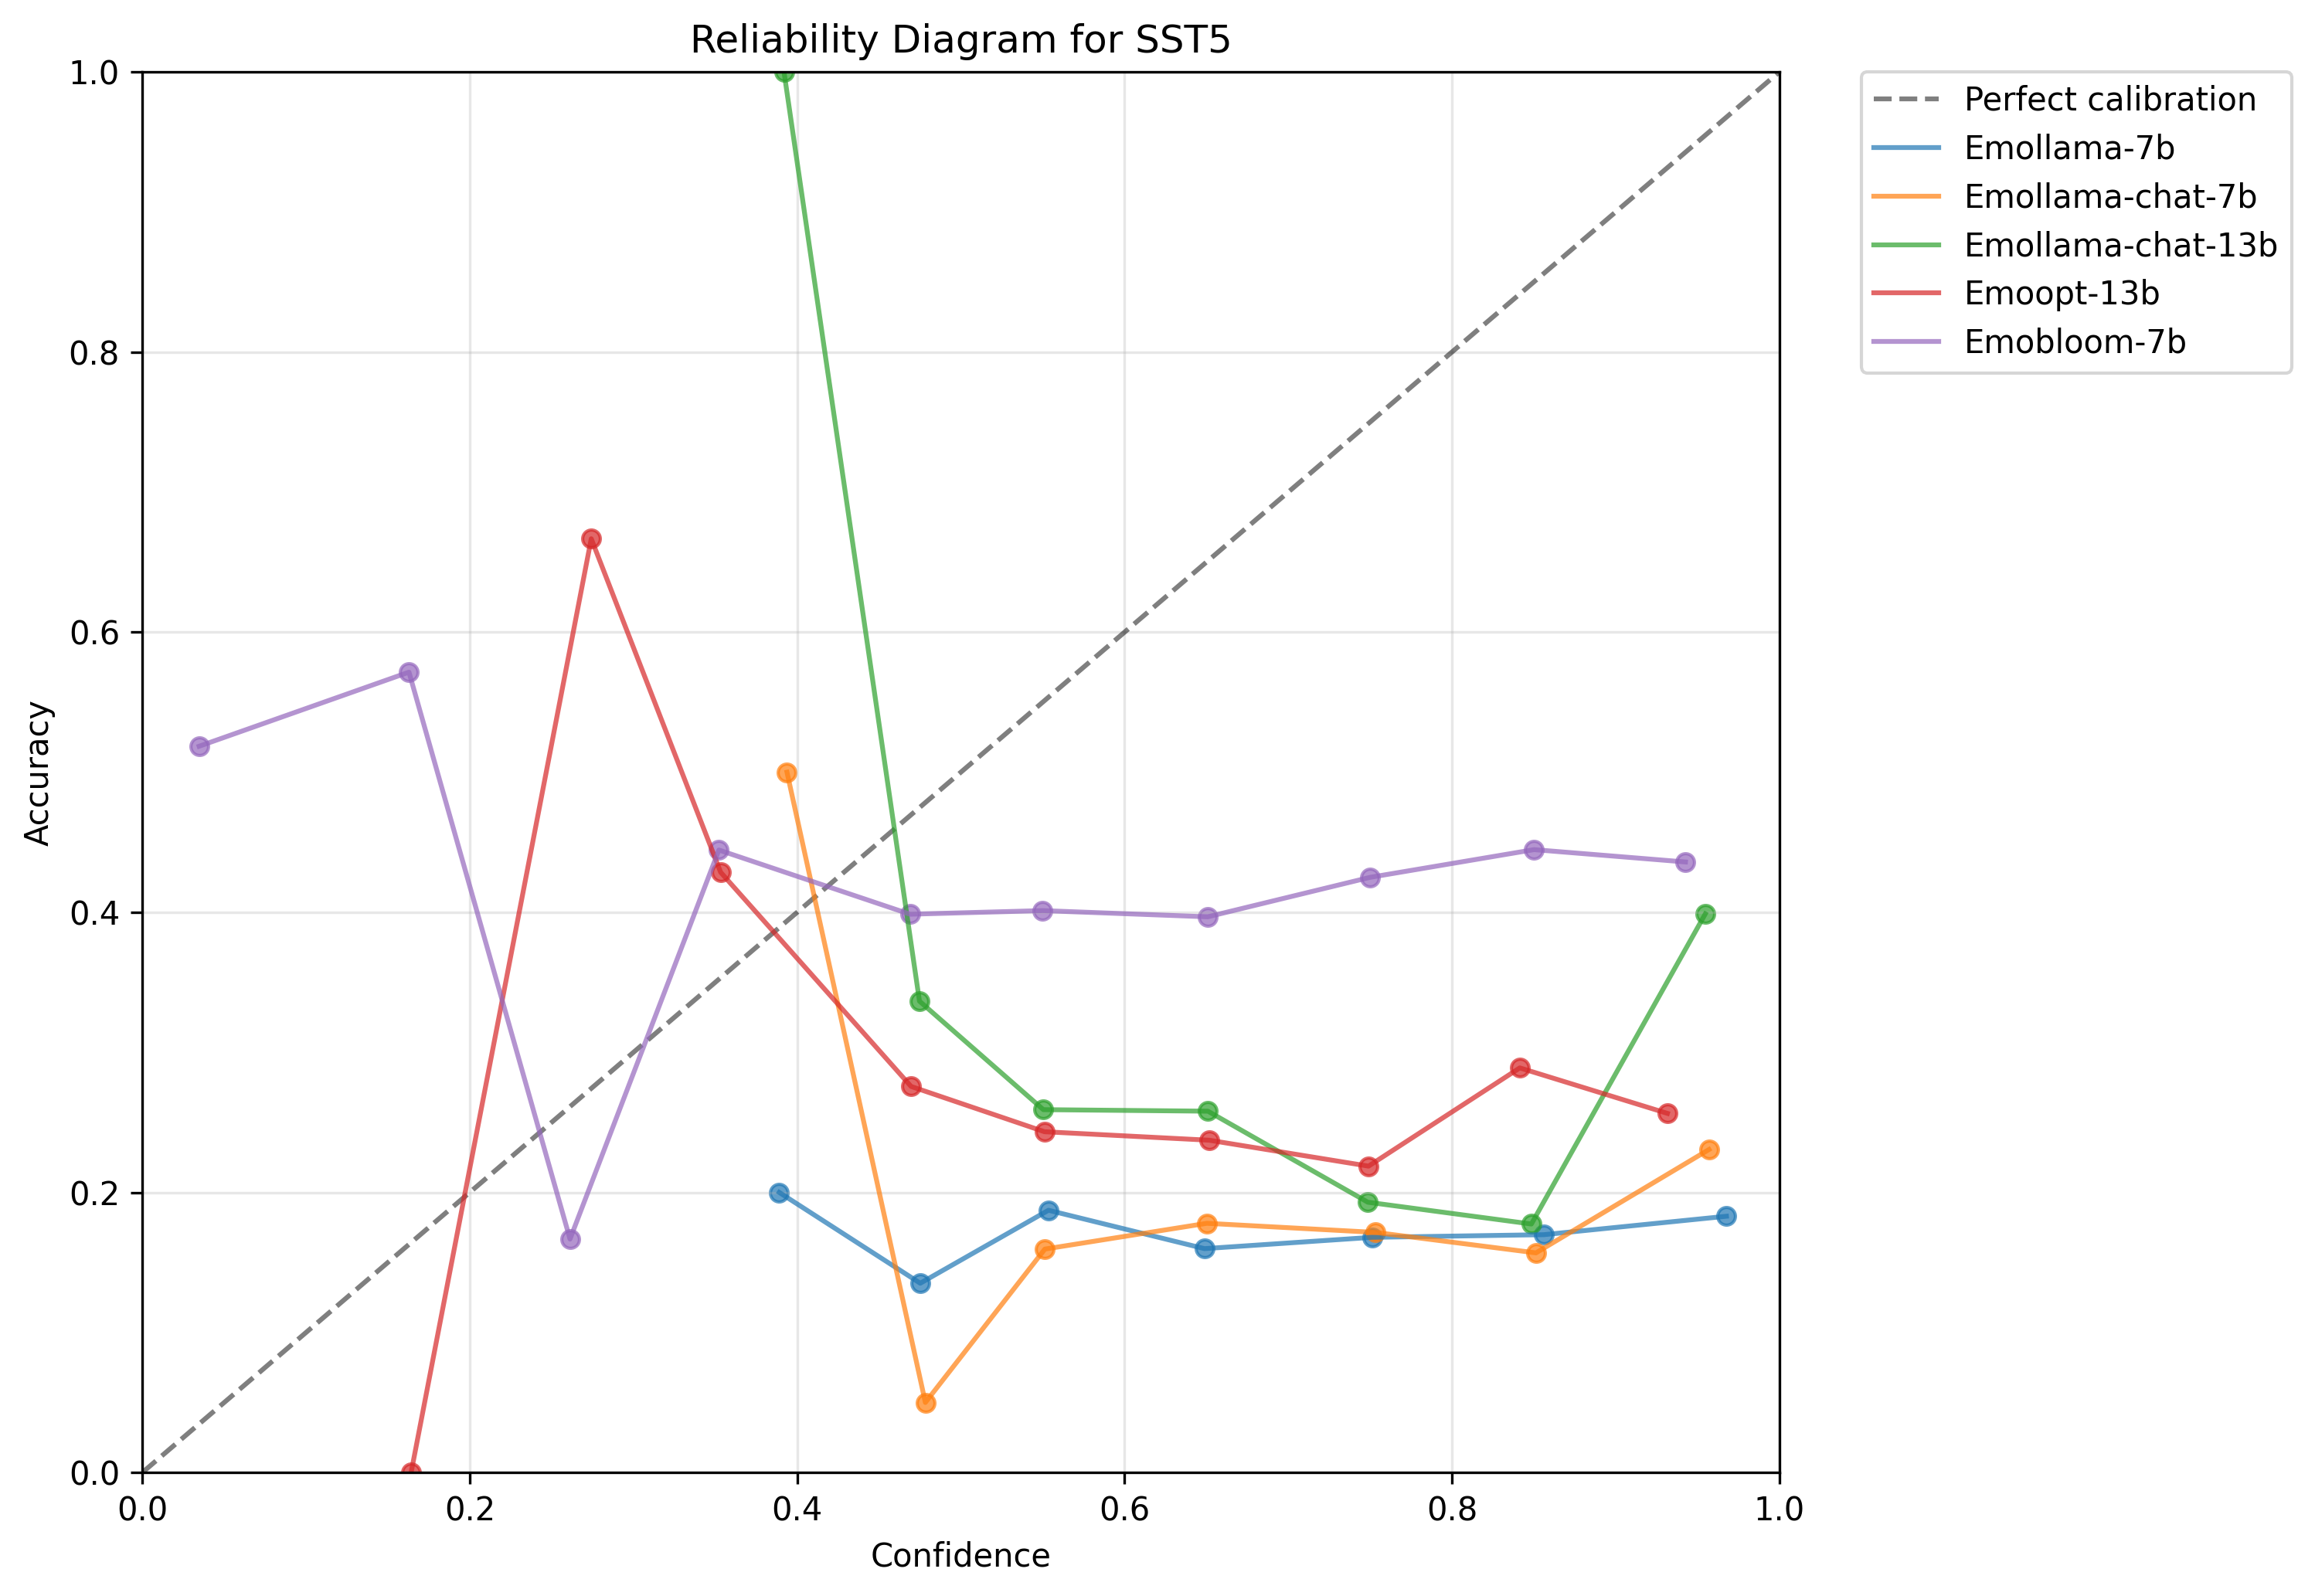 Reliability Diagram for SST5
Perfect calibration
Emollama-7b
Emollama-chat-7b
Emollama-chat-13b
Emoopt-13b
Emobloom-7b
Accuracy
1.0
0.8
0.6
0.4
0.2
0.0
0.0 0.2 0.4 0.6 0.8 1.0
Confidence